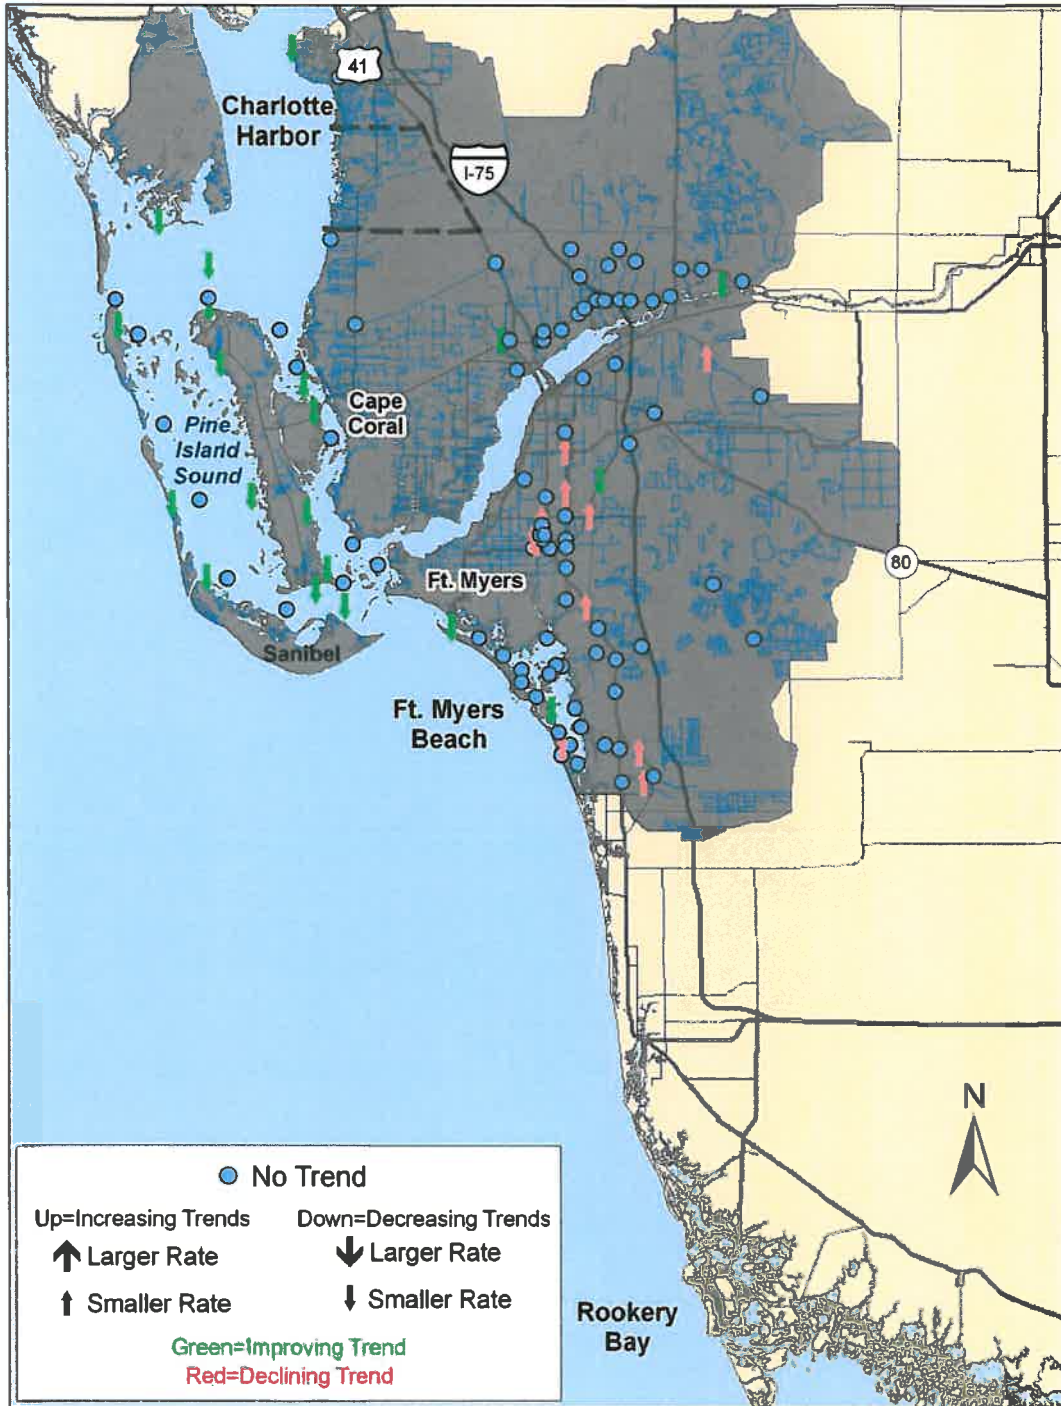 41
Charlotte
Harbor
I-75
Cape
Coral
Pine
Island
Sound
80
Ft. Myers
Sanibel
Ft. Myers
Beach
N
No Trend
Up=Increasing Trends
Down=Decreasing Trends
Larger Rate
Larger Rate
Smaller Rate
Smaller Rate
Green=Improving Trend
Red=Declining Trend
Rookery
Bay